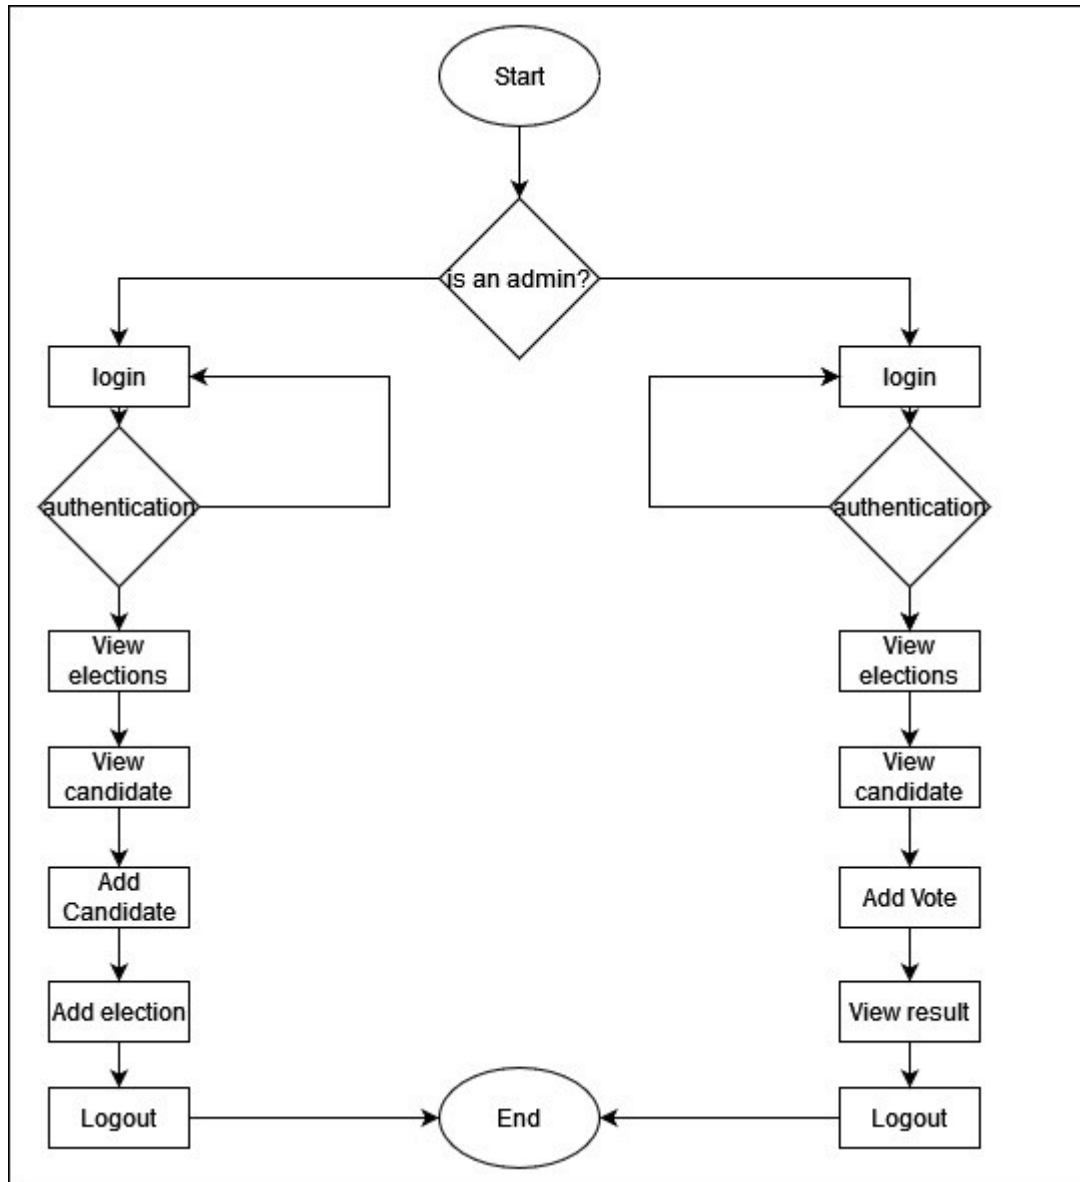 Start
is an admin?
login
login
authentication
authentication
View
elections
View
elections
View
candidate
View
candidate
Add
Candidate
Add Vote
Add election
View result
Logout
End
Logout